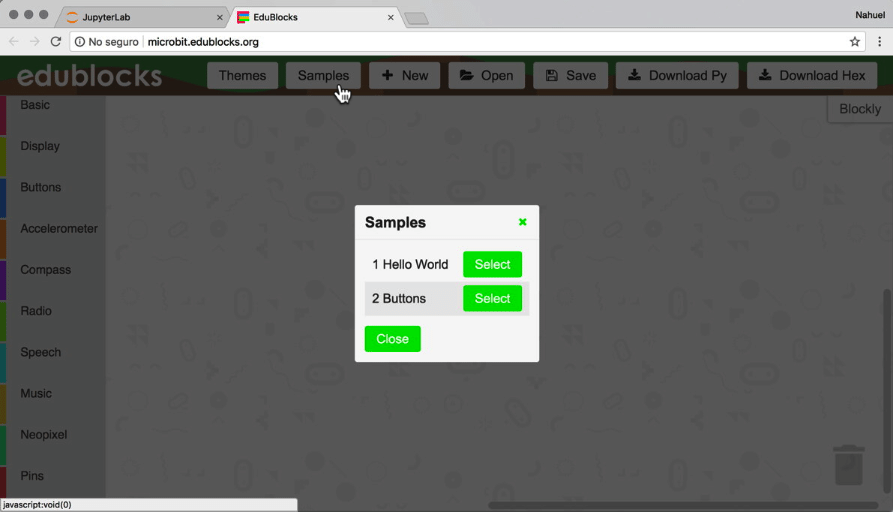 JupyterLab
EduBlocks
Nahuel
No seguro
microbit.edublocks.org
edublocks
Themes
Samples
New
Open
Save
Download Py
Download Hex
Blockly
Basic
Display
Buttons
Accelerometer
Compass
Radio
Speech
Music
Neopixel
Pins
Samples
1 Hello World Select
2 Buttons Select
Close
javascript:void(0)